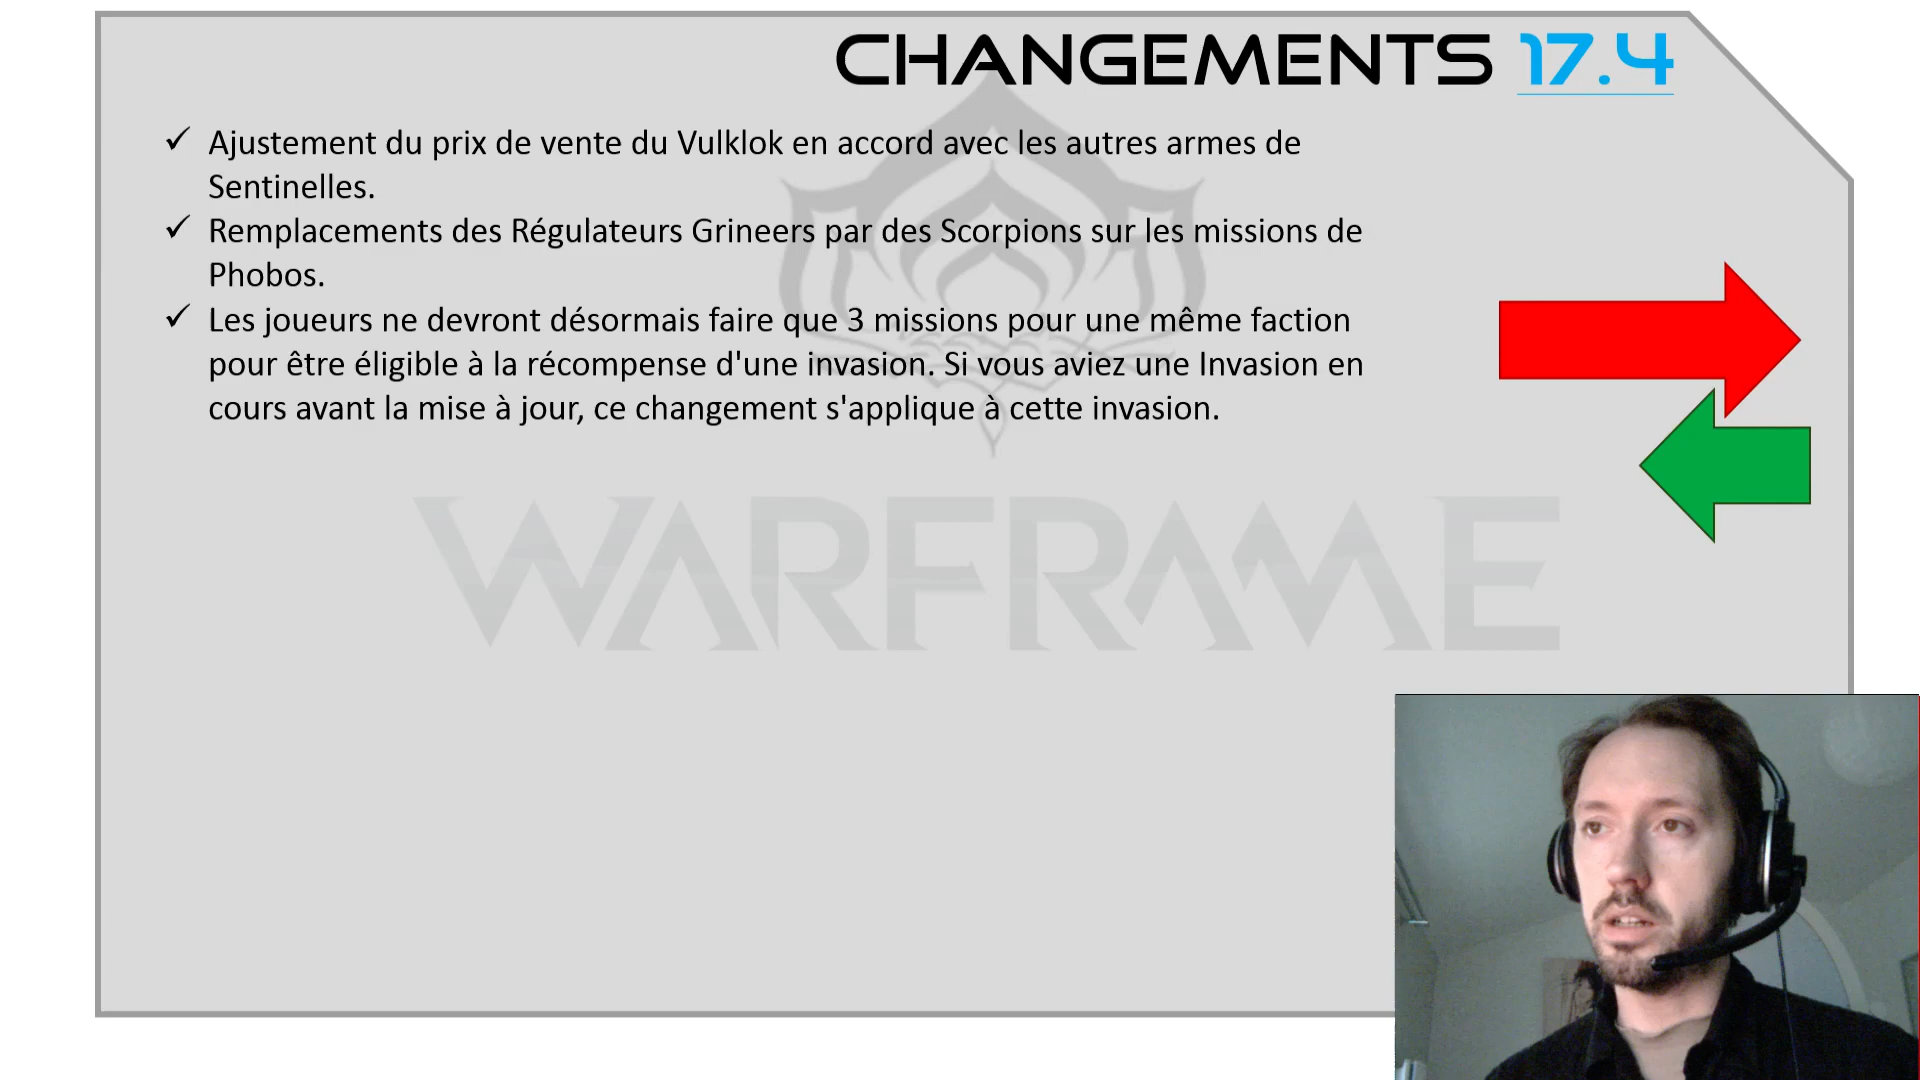 CHANGEMENTS 17.4
✓ Ajustement du prix de vente du Vulklok en accord avec les autres armes de
Sentinelles.
✓ Remplacements des Régulateurs Grineers par des Scorpions sur les missions de
Phobos.
✓ Les joueurs ne devront désormais faire que 3 missions pour une même faction
pour être éligible à la récompense d'une invasion. Si vous aviez une Invasion en
cours avant la mise à jour, ce changement s'applique à cette invasion.
WARFRAME